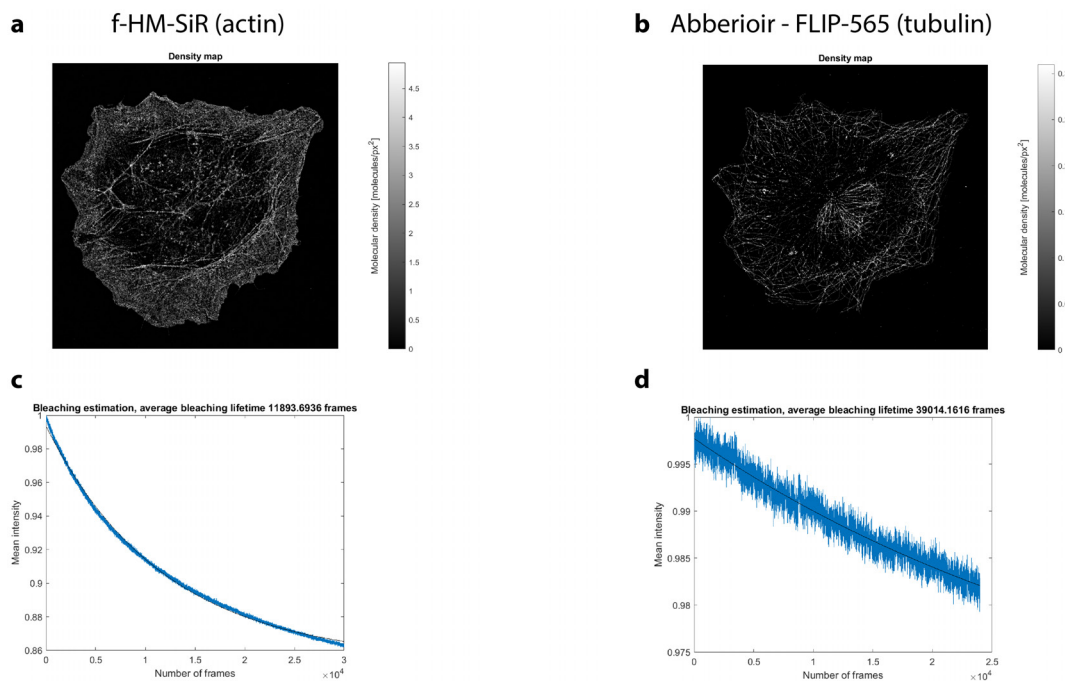 a f-HM-SiR (actin)
b Abberioir - FLIP-565 (tubulin)
Density map
4.5
4
3.5
3
2.5
2
1.5
1
0.5
0
Molecular density [molecules/px²]
Density map
0
Molecular density [molecules/px²]
c
Bleaching estimation, average bleaching lifetime 11893.6936 frames
1
0.98
0.96
0.94
0.92
0.9
0.88
0.86
Mean intensity
0 0.5 1 1.5 2 2.5 3
Number of frames
×10⁴
d
Bleaching estimation, average bleaching lifetime 39014.1616 frames
1
0.995
0.99
0.985
0.98
0.975
Mean intensity
0 0.5 1 1.5 2 2.5
Number of frames
×10⁴